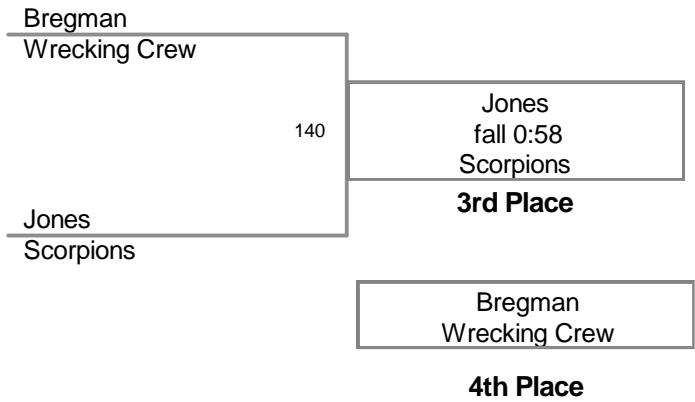 Bregman
Wrecking Crew
140
Jones
fall 0:58
Scorpions
3rd Place
Jones
Scorpions
Bregman
Wrecking Crew
4th Place